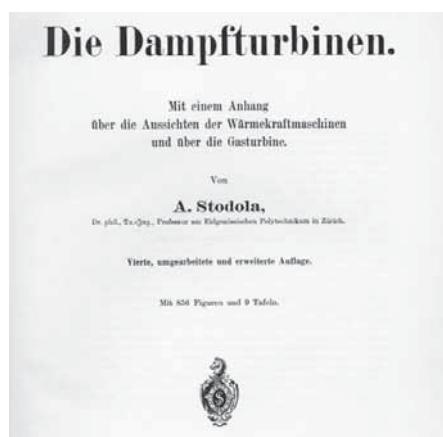 Die Dampfturbinen.
Mit einem Anhang
über die Aussichten der Wärmekraftmaschinen
und über die Gasturbine.
Von
A. Stodola,
Dr. phil., Dr.-Ing., Professor am Eidgenössischen Polytechnikum in Zürich.
Vierte, umgearbeitete und erweiterte Auflage.
Mit 856 Figuren und 9 Tafeln.
S